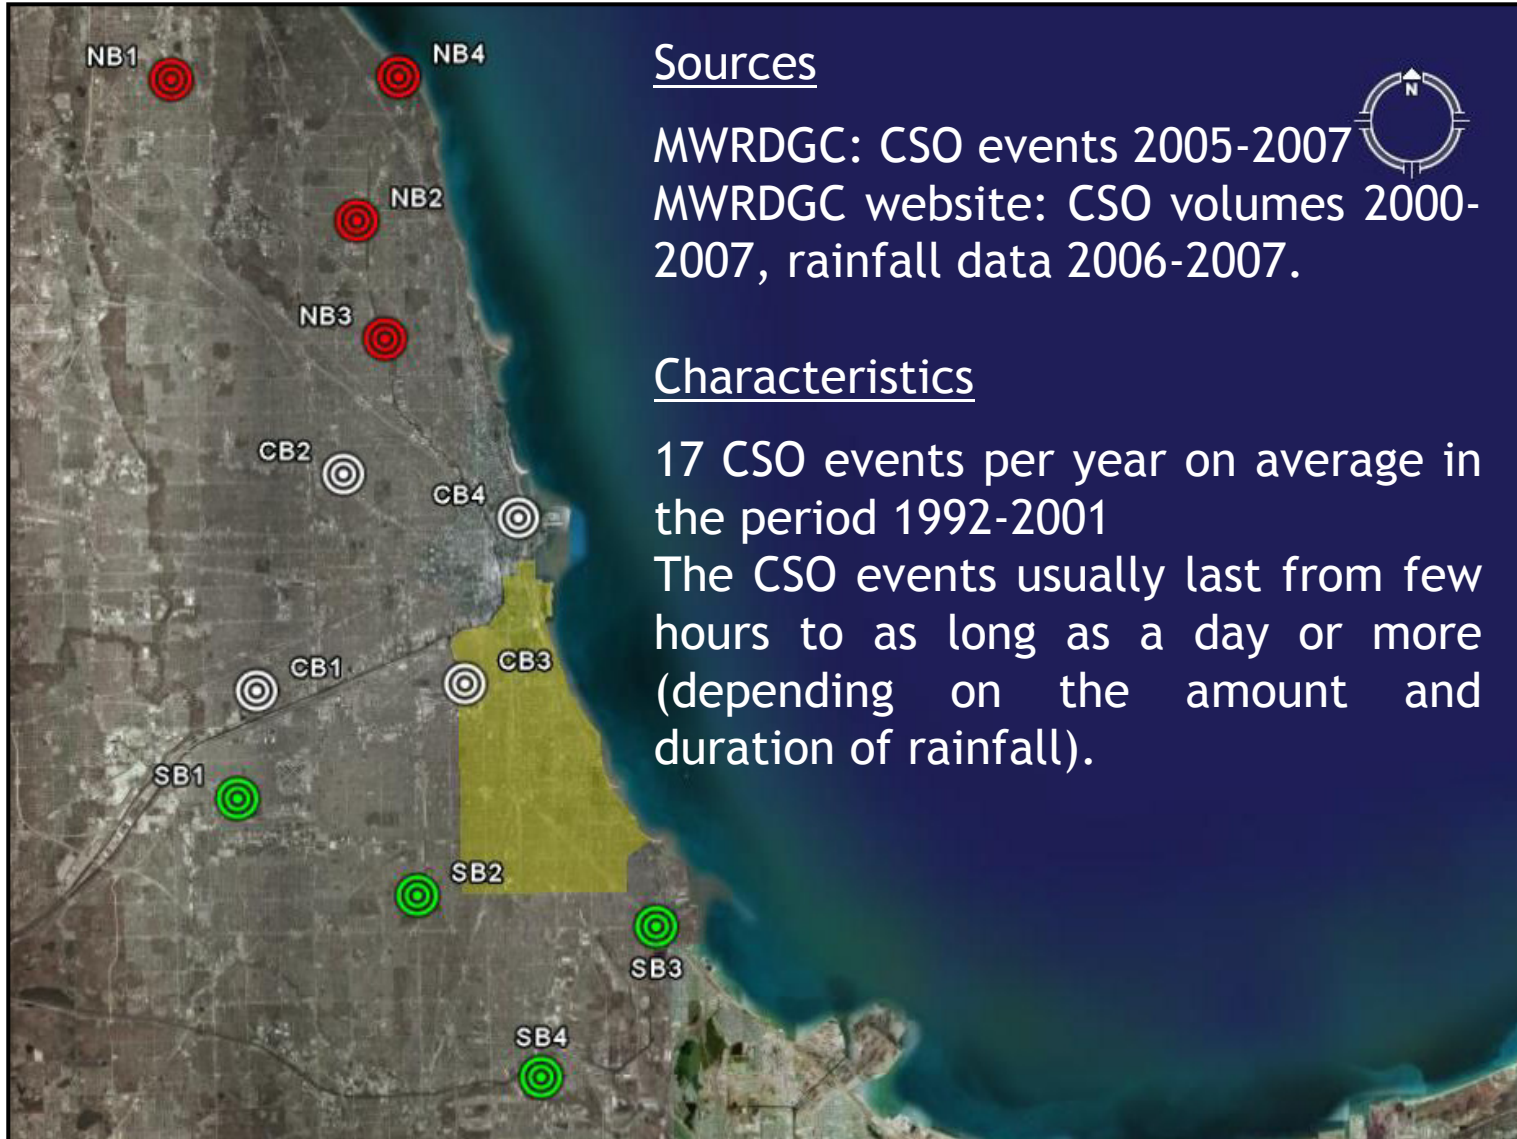 NB1
NB4
NB2
NB3
CB2
CB4
CB1
CB3
SB1
SB2
SB3
SB4
N
Sources
MWRDGC: CSO events 2005-2007
MWRDGC website: CSO volumes 2000-
2007, rainfall data 2006-2007.
Characteristics
17 CSO events per year on average in
the period 1992-2001
The CSO events usually last from few
hours to as long as a day or more
(depending on the amount and
duration of rainfall).